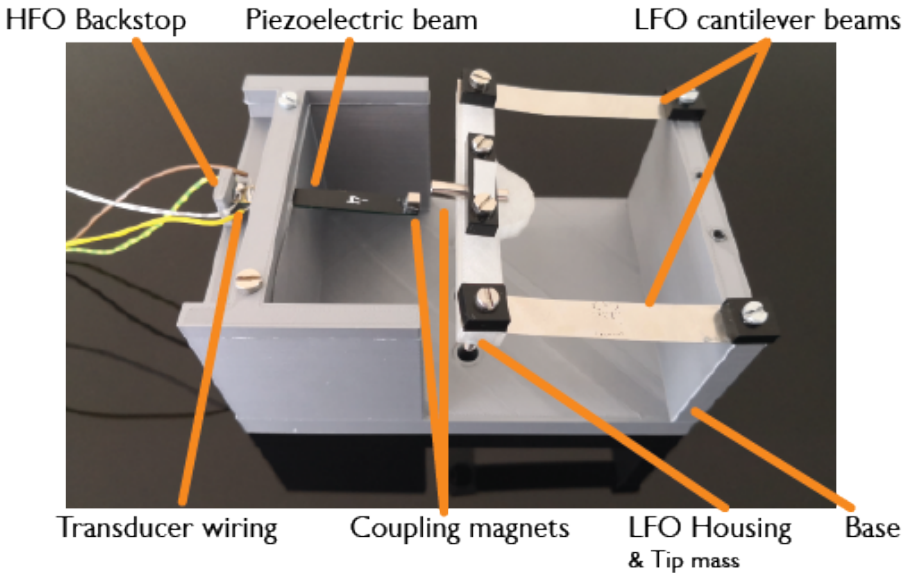 HFO Backstop
Piezoelectric beam
LFO cantilever beams
Transducer wiring
Coupling magnets
LFO Housing
& Tip mass
Base